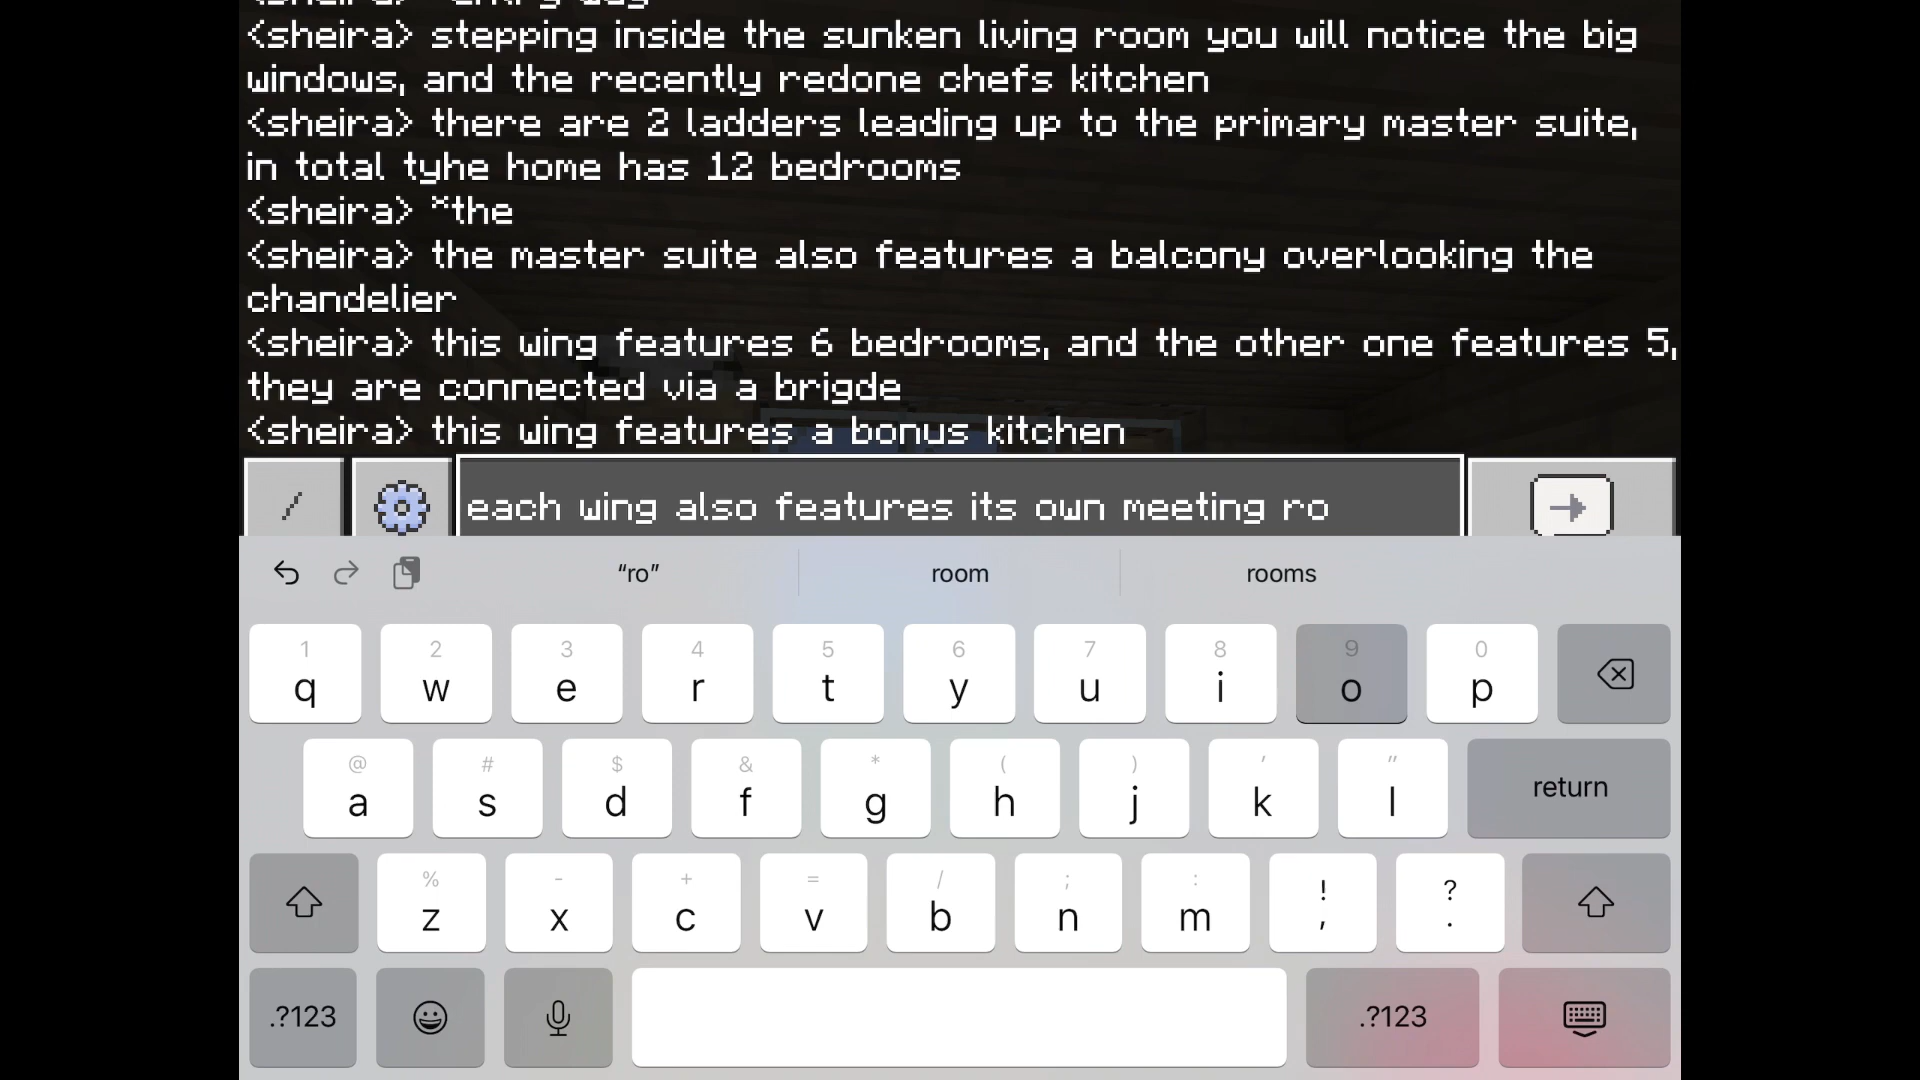 <sheira> *entry way
<sheira> stepping inside the sunken living room you will notice the big
windows, and the recently redone chefs kitchen
<sheira> there are 2 ladders leading up to the primary master suite,
in total tyhe home has 12 bedrooms
<sheira> *the
<sheira> the master suite also features a balcony overlooking the
chandelier
<sheira> this wing features 6 bedrooms, and the other one features 5,
they are connected via a brigde
<sheira> this wing features a bonus kitchen
/ each wing also features its own meeting ro
“ro” room rooms
1 2 3 4 5 6 7 8 9 0
q w e r t y u i o p
@ # $ & * ( ) ' "
a s d f g h j k l return
% - + = / ; : ! ?
z x c v b n m , .
.?123 .?123